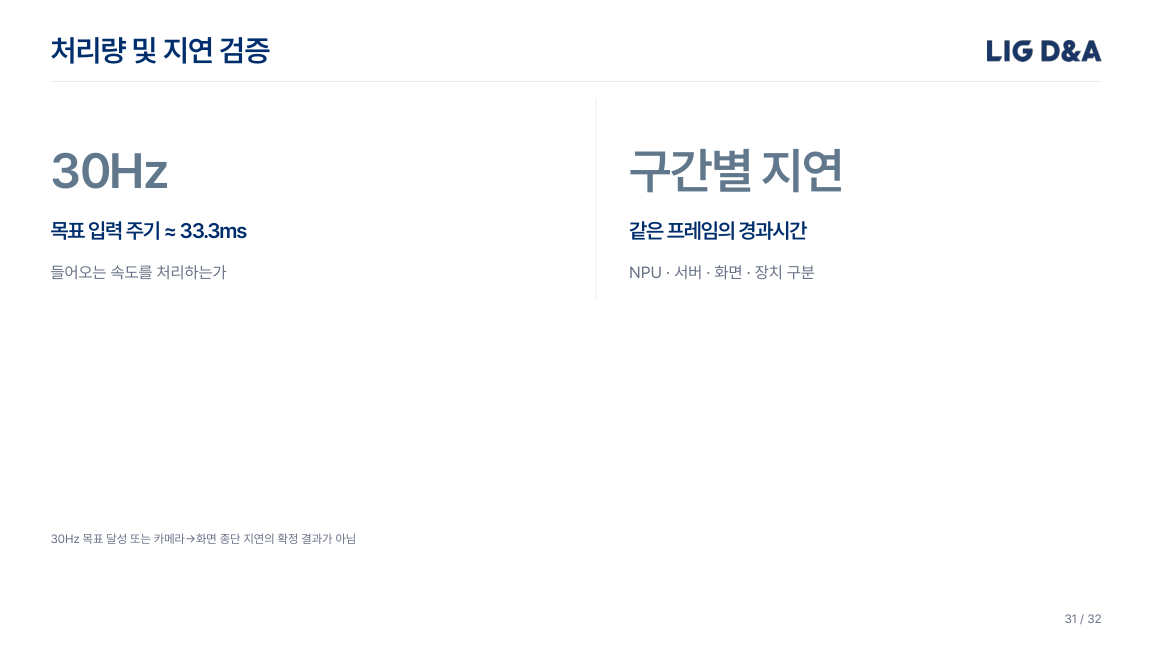 처리량 및 지연 검증
LIG D&A
30Hz
목표 입력 주기 ≈ 33.3ms
들어오는 속도를 처리하는가
구간별 지연
같은 프레임의 경과시간
NPU · 서버 · 화면 · 장치 구분
30Hz 목표 달성 또는 카메라→화면 종단 지연의 확정 결과가 아님
31 / 32